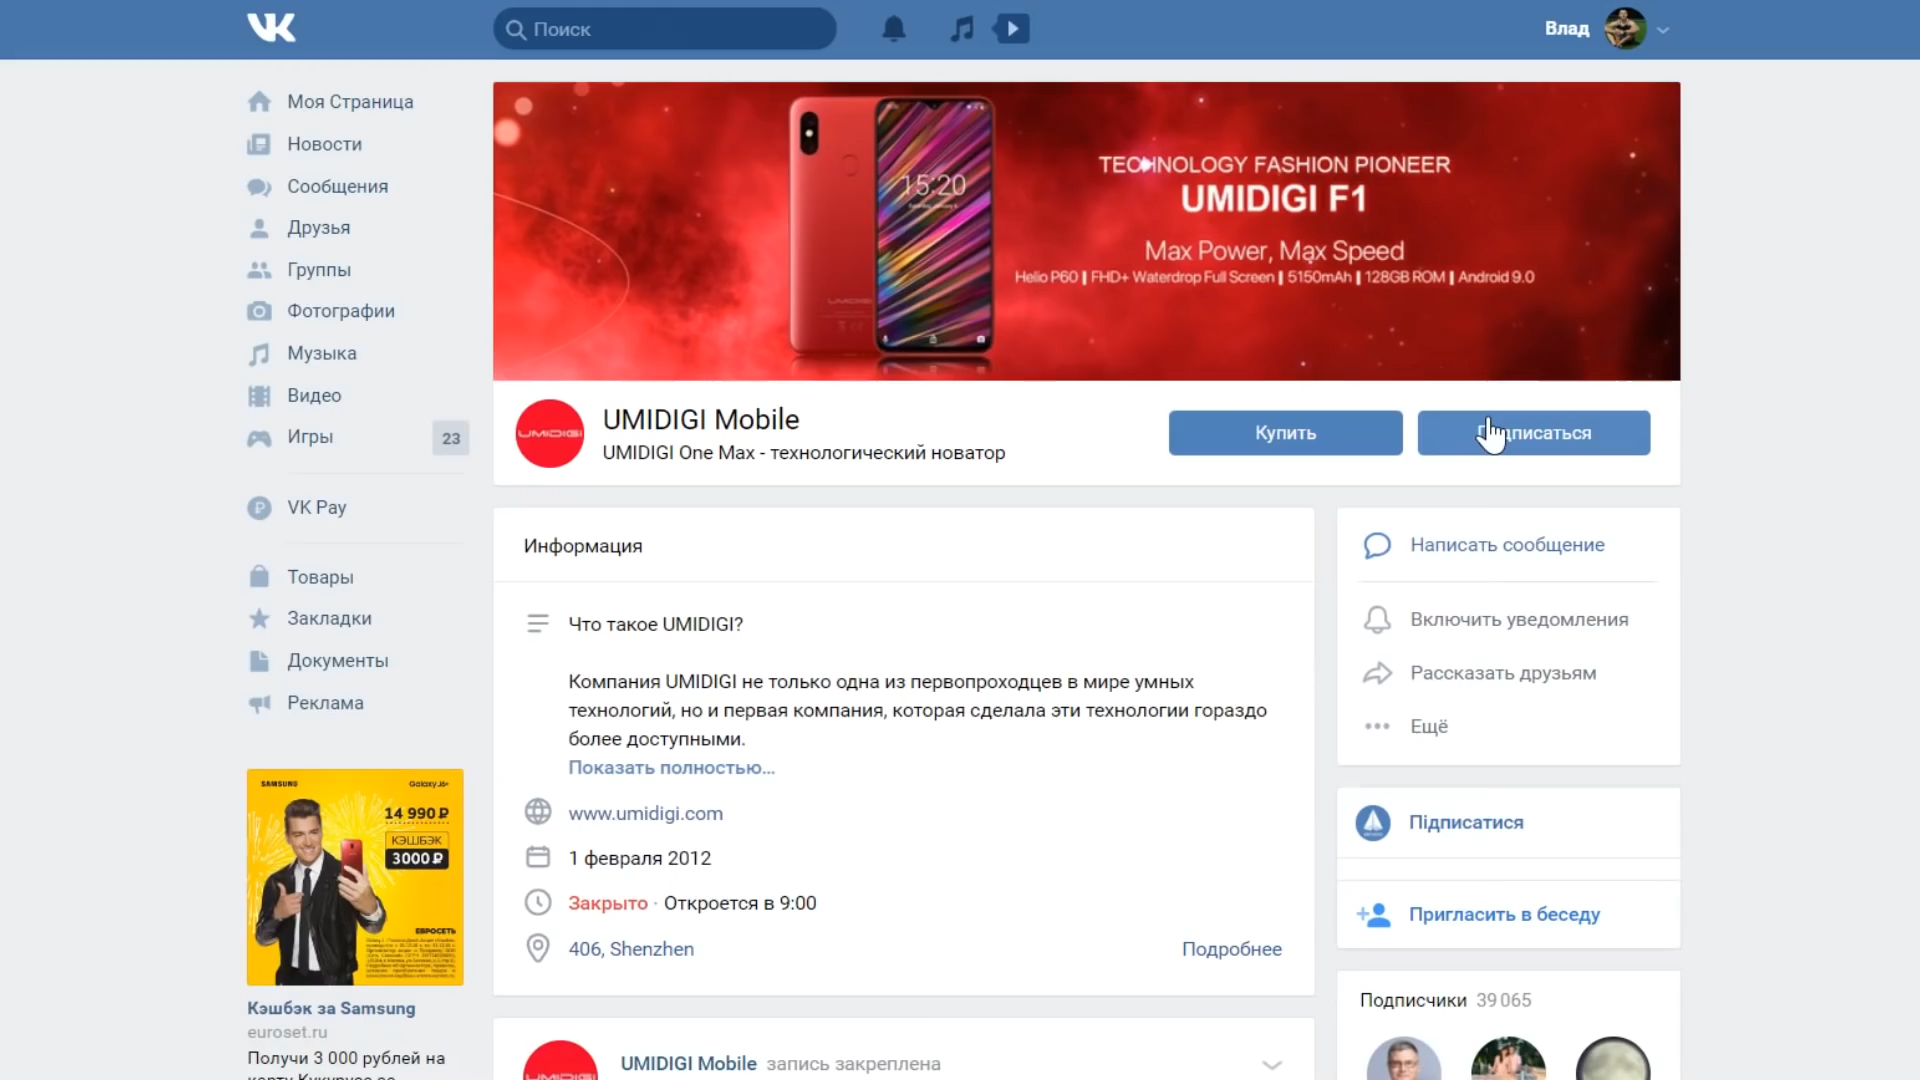 Поиск
Влад
Моя Страница
Новости
Сообщения
Друзья
Группы
Фотографии
Музыка
Видео
Игры
23
VK Pay
Товары
Закладки
Документы
Реклама
15:20
TECHNOLOGY FASHION PIONEER
UMIDIGI F1
Max Power, Max Speed
Helio P60 | FHD+ Waterdrop Full Screen | 5150mAh | 128GB ROM | Android 9.0
UMIDIGI
UMIDIGI Mobile
UMIDIGI One Max - технологический новатор
Купить
Подписаться
Информация
Что такое UMIDIGI?
Компания UMIDIGI не только одна из первопроходцев в мире умных
технологий, но и первая компания, которая сделала эти технологии гораздо
более доступными.
Показать полностью...
www.umidigi.com
1 февраля 2012
Закрыто · Откроется в 9:00
406, Shenzhen
Подробнее
UMIDIGI Mobile запись закреплена
Написать сообщение
Включить уведомления
Рассказать друзьям
Ещё
Підписатися
Пригласить в беседу
Подписчики 39 065
SAMSUNG
Galaxy J6+
14 990 ₽
КЭШБЭК
3000 ₽
ЕВРОСЕТЬ
Кэшбэк за Samsung
euroset.ru
Получи 3 000 рублей на
карту Кукуруза за